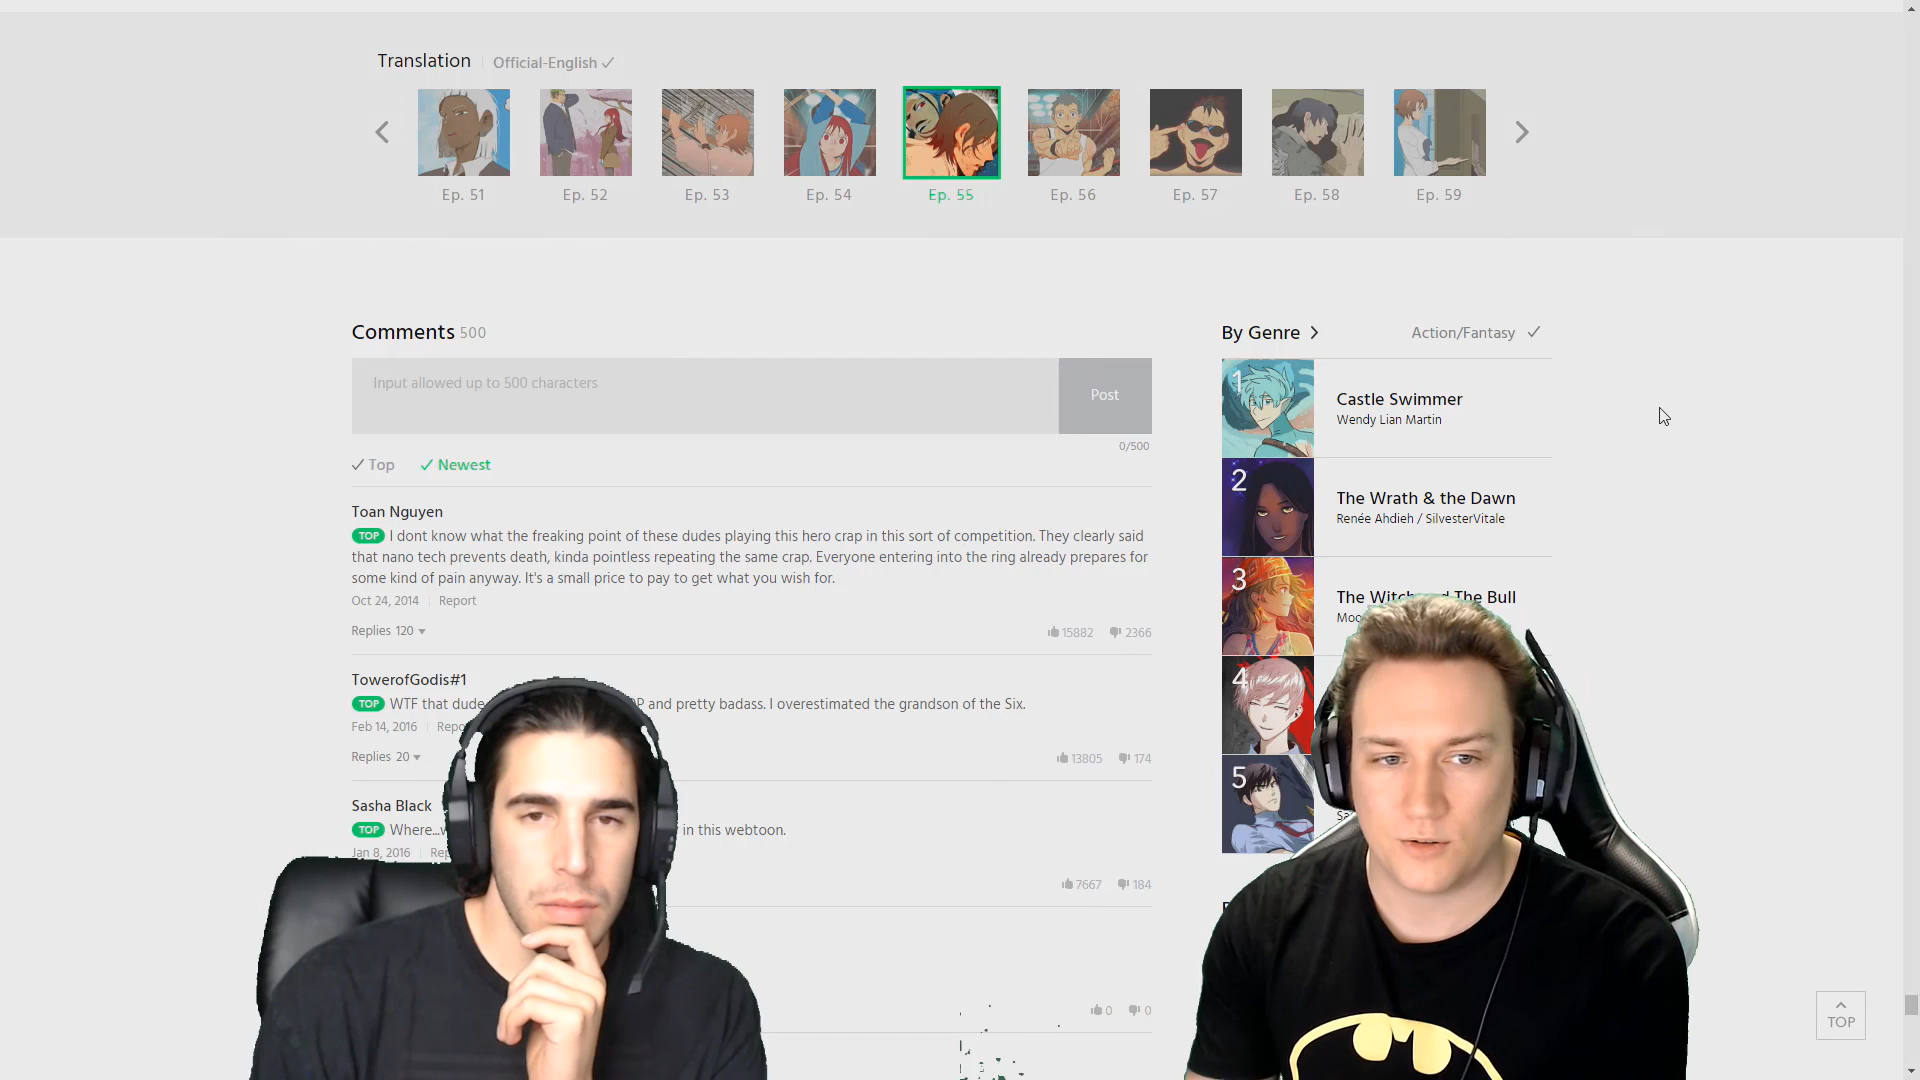 Translation Official-English
Ep. 51 Ep. 52 Ep. 53 Ep. 54 Ep. 55 Ep. 56 Ep. 57 Ep. 58 Ep. 59
Comments 500
Input allowed up to 500 characters
Post
0/500
Top Newest
Toan Nguyen
TOP I dont know what the freaking point of these dudes playing this hero crap in this sort of competition. They clearly said
that nano tech prevents death, kinda pointless repeating the same crap. Everyone entering into the ring already prepares for
some kind of pain anyway. It's a small price to pay to get what you wish for.
Oct 24, 2014 Report
Replies 120 15882 2366
TowerofGodis#1
TOP WTF that dude and pretty badass. I overestimated the grandson of the Six.
Feb 14, 2016
Replies 20 13805 174
Sasha Black
TOP Where... in this webtoon.
Jan 8, 2016
7667 184
0 0
By Genre Action/Fantasy
1
Castle Swimmer
Wendy Lian Martin
2
The Wrath & the Dawn
Renée Ahdieh / SilvesterVitale
3
The Bull
4
5
TOP